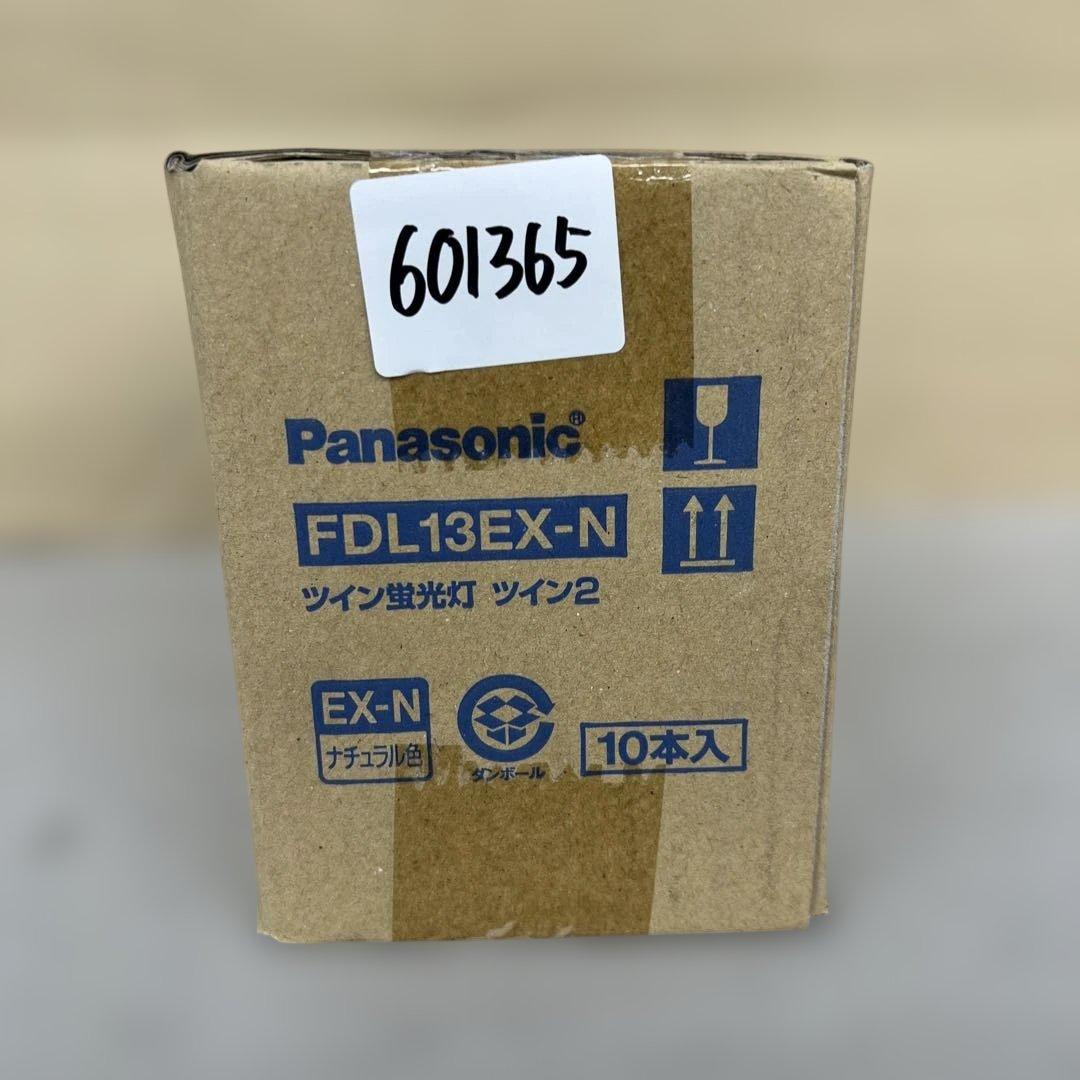 601365
Panasonic®
FDL13EX-N
ツイン蛍光灯 ツイン2
EX-N
ナチュラル色
ダンボール
10本入